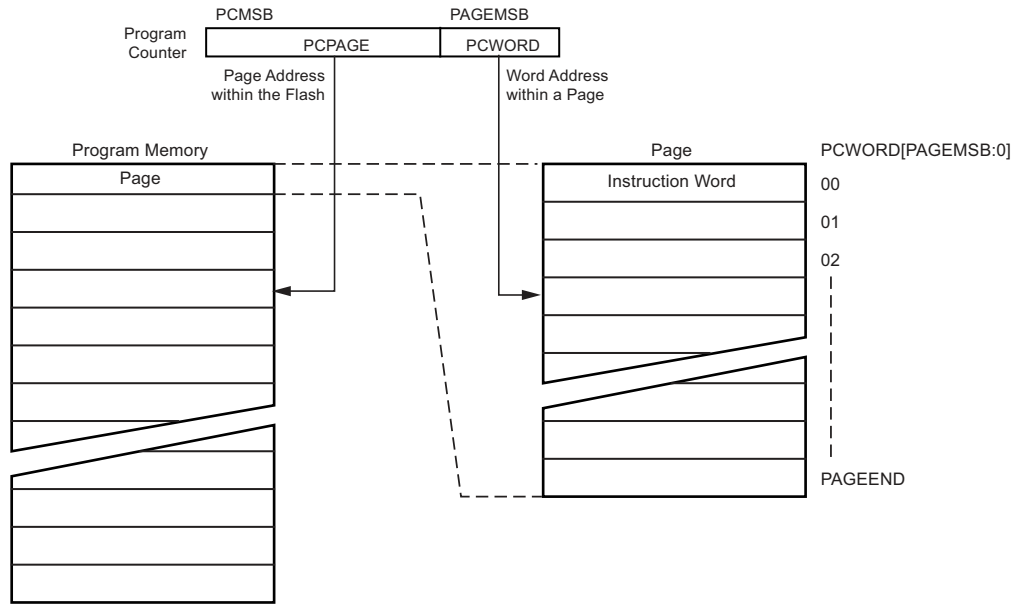 PCMSB PAGEMSB
Program
Counter
PCPAGE PCWORD
Page Address
within the Flash
Word Address
within a Page
Program Memory
Page
Page
Instruction Word
PCWORD[PAGEMSB:0]
00
01
02
PAGEEND